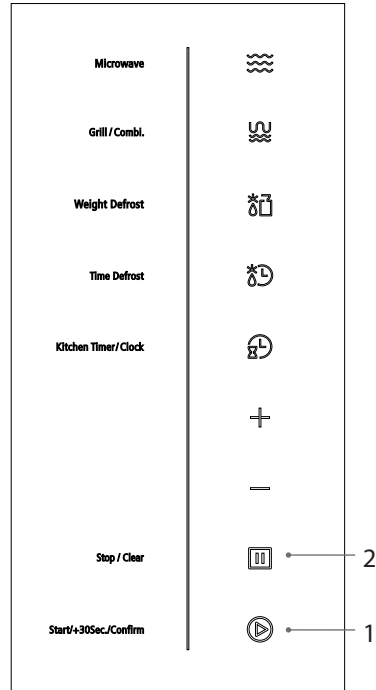 Microwave
Grill / Combi.
Weight Defrost
Time Defrost
Kitchen Timer/Clock
+
—
Stop / Clear
2
Start/+30Sec./Confirm
1